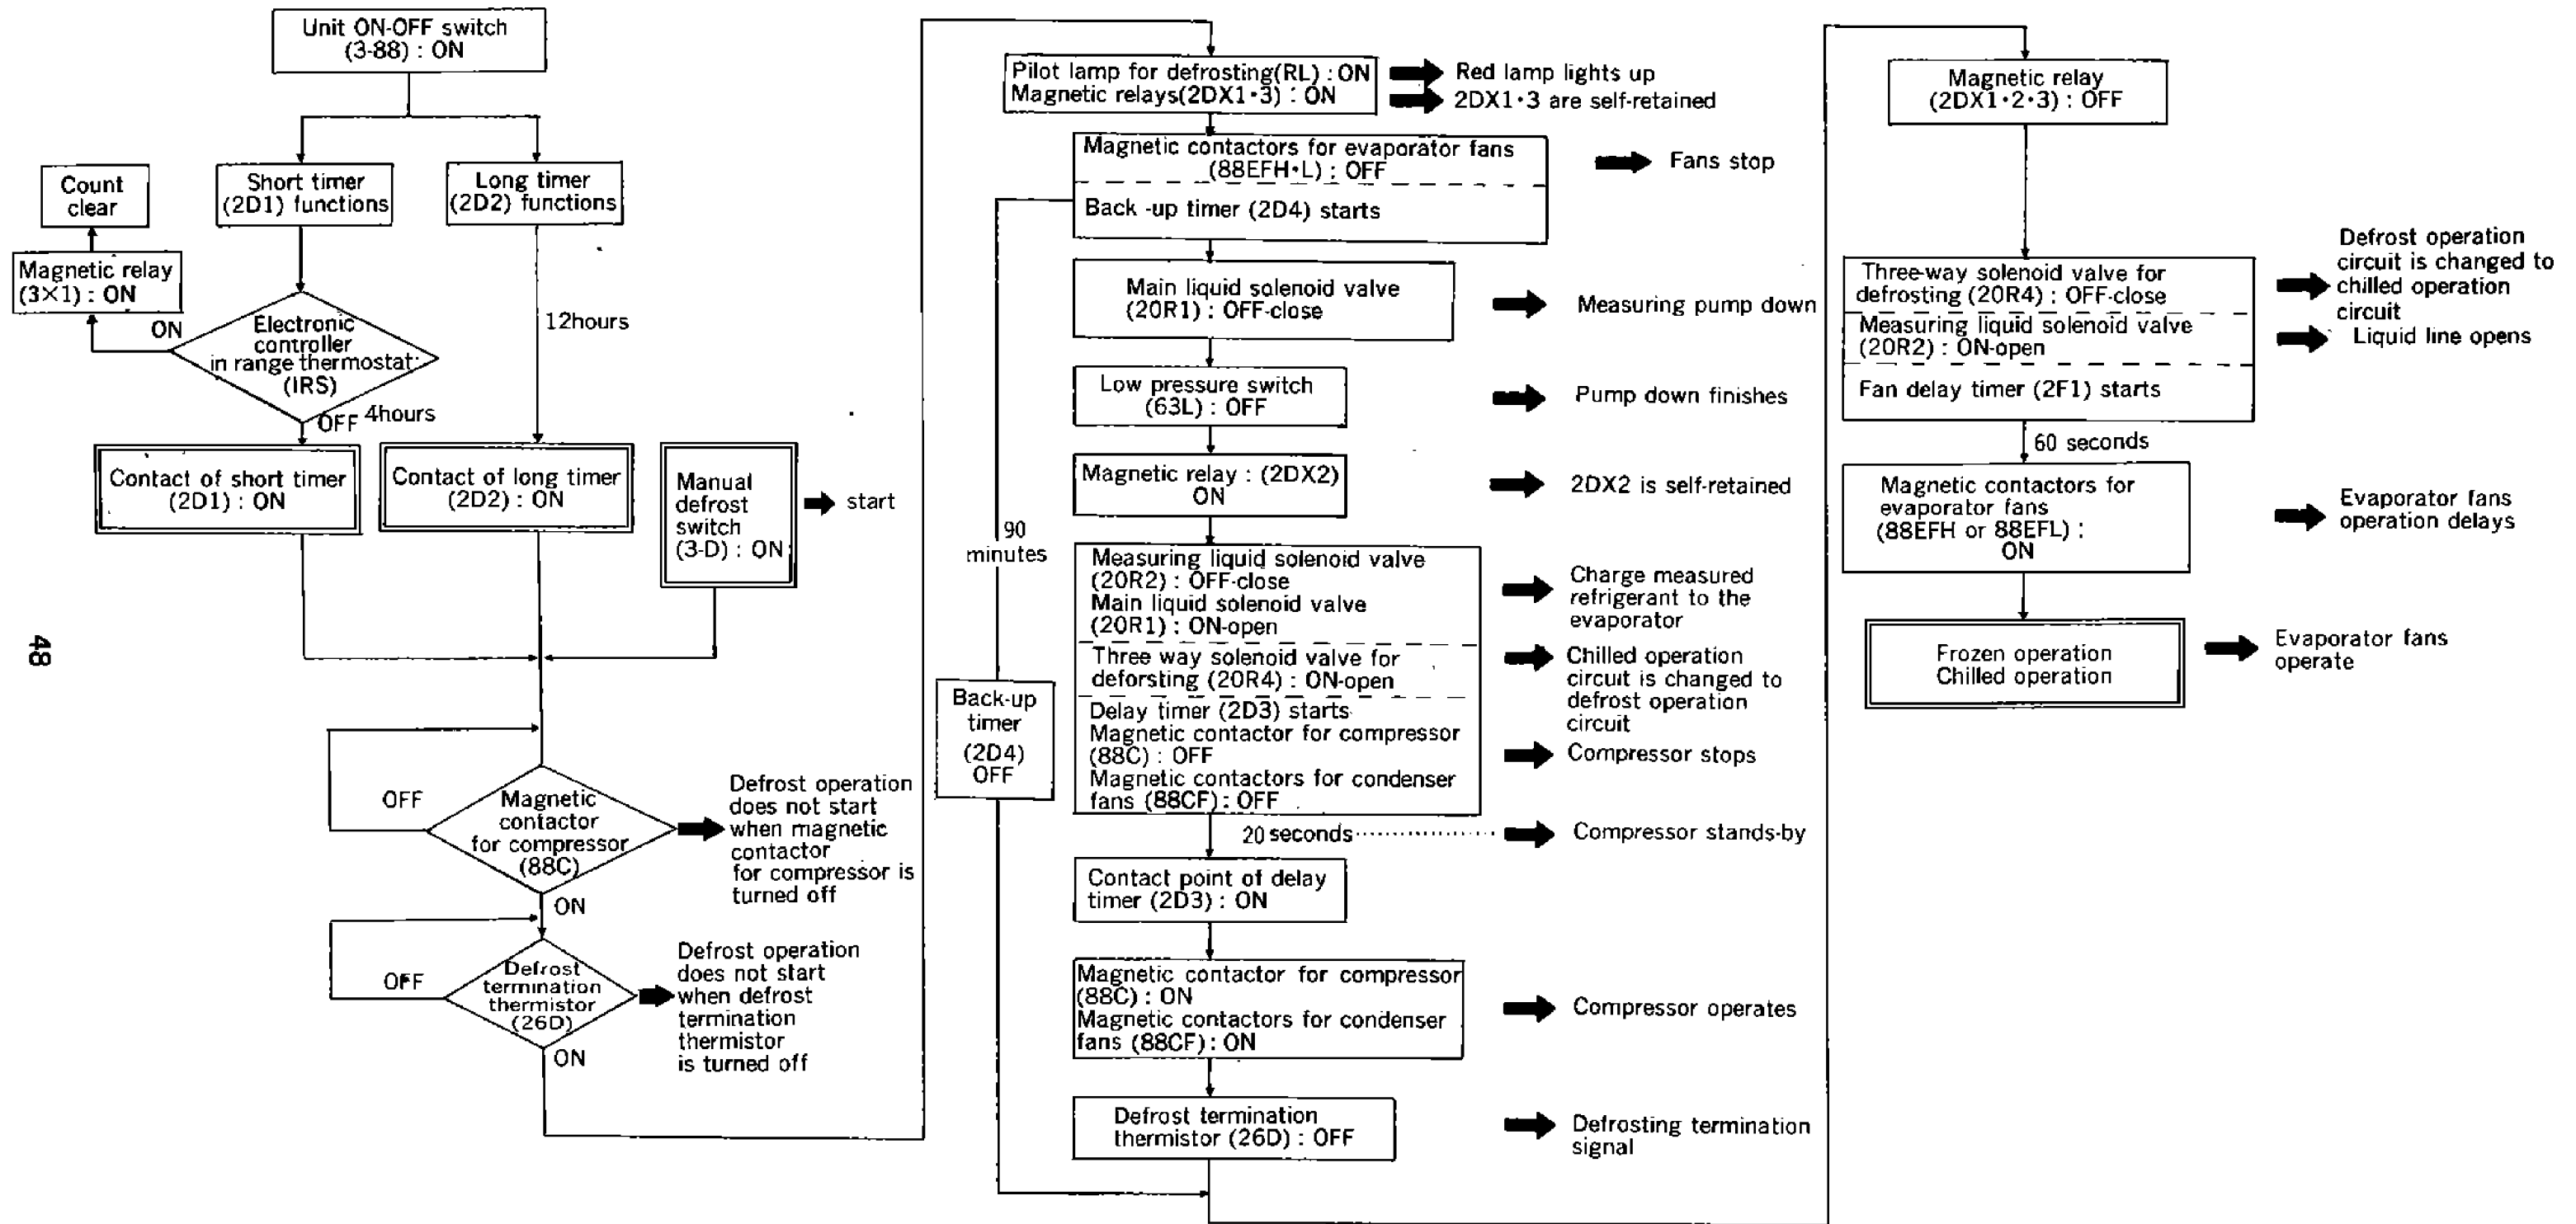 Unit ON-OFF switch
(3-88) : ON
Count
clear
Short timer
(2D1) functions
Long timer
(2D2) functions
Magnetic relay
(3×1) : ON
ON
Electronic
controller
in range thermostat
(IRS)
12hours
OFF 4hours
Contact of short timer
(2D1) : ON
Contact of long timer
(2D2) : ON
Manual
defrost
switch
(3-D) : ON
start
OFF
Magnetic
contactor
for compressor
(88C)
Defrost operation
does not start
when magnetic
contactor
for compressor is
turned off
ON
OFF
Defrost
termination
thermistor
(26D)
Defrost operation
does not start
when defrost
termination
thermistor
is turned off
ON
48
Pilot lamp for defrosting(RL) : ON
Magnetic relays(2DX1·3) : ON
Red lamp lights up
2DX1·3 are self-retained
Magnetic contactors for evaporator fans
(88EFH·L) : OFF
Fans stop
Back -up timer (2D4) starts
Main liquid solenoid valve
(20R1) : OFF-close
Measuring pump down
Low pressure switch
(63L) : OFF
Pump down finishes
Magnetic relay : (2DX2)
ON
2DX2 is self-retained
90
minutes
Measuring liquid solenoid valve
(20R2) : OFF-close
Main liquid solenoid valve
(20R1) : ON-open
Charge measured
refrigerant to the
evaporator
Three way solenoid valve for
deforsting (20R4) : ON-open
Chilled operation
circuit is changed to
defrost operation
circuit
Back-up
timer
(2D4)
OFF
Delay timer (2D3) starts
Magnetic contactor for compressor
(88C) : OFF
Magnetic contactors for condenser
fans (88CF) : OFF
Compressor stops
20 seconds
Compressor stands-by
Contact point of delay
timer (2D3) : ON
Magnetic contactor for compressor
(88C) : ON
Magnetic contactors for condenser
fans (88CF) : ON
Compressor operates
Defrost termination
thermistor (26D) : OFF
Defrosting termination
signal
Magnetic relay
(2DX1·2·3) : OFF
Three-way solenoid valve for
defrosting (20R4) : OFF-close
Defrost operation
circuit is changed to
chilled operation
circuit
Measuring liquid solenoid valve
(20R2) : ON-open
Liquid line opens
Fan delay timer (2F1) starts
60 seconds
Magnetic contactors for
evaporator fans
(88EFH or 88EFL) :
ON
Evaporator fans
operation delays
Frozen operation
Chilled operation
Evaporator fans
operate